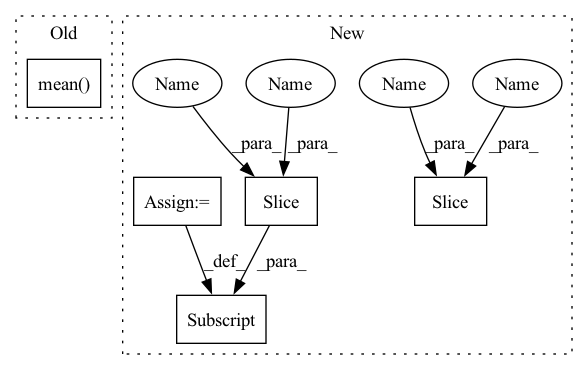 Old
New
mean()
Name
Name
Name
Name
_para_
_para_
_para_
_para_
Assign:=
Slice
Slice
_def_
_para_
Subscript